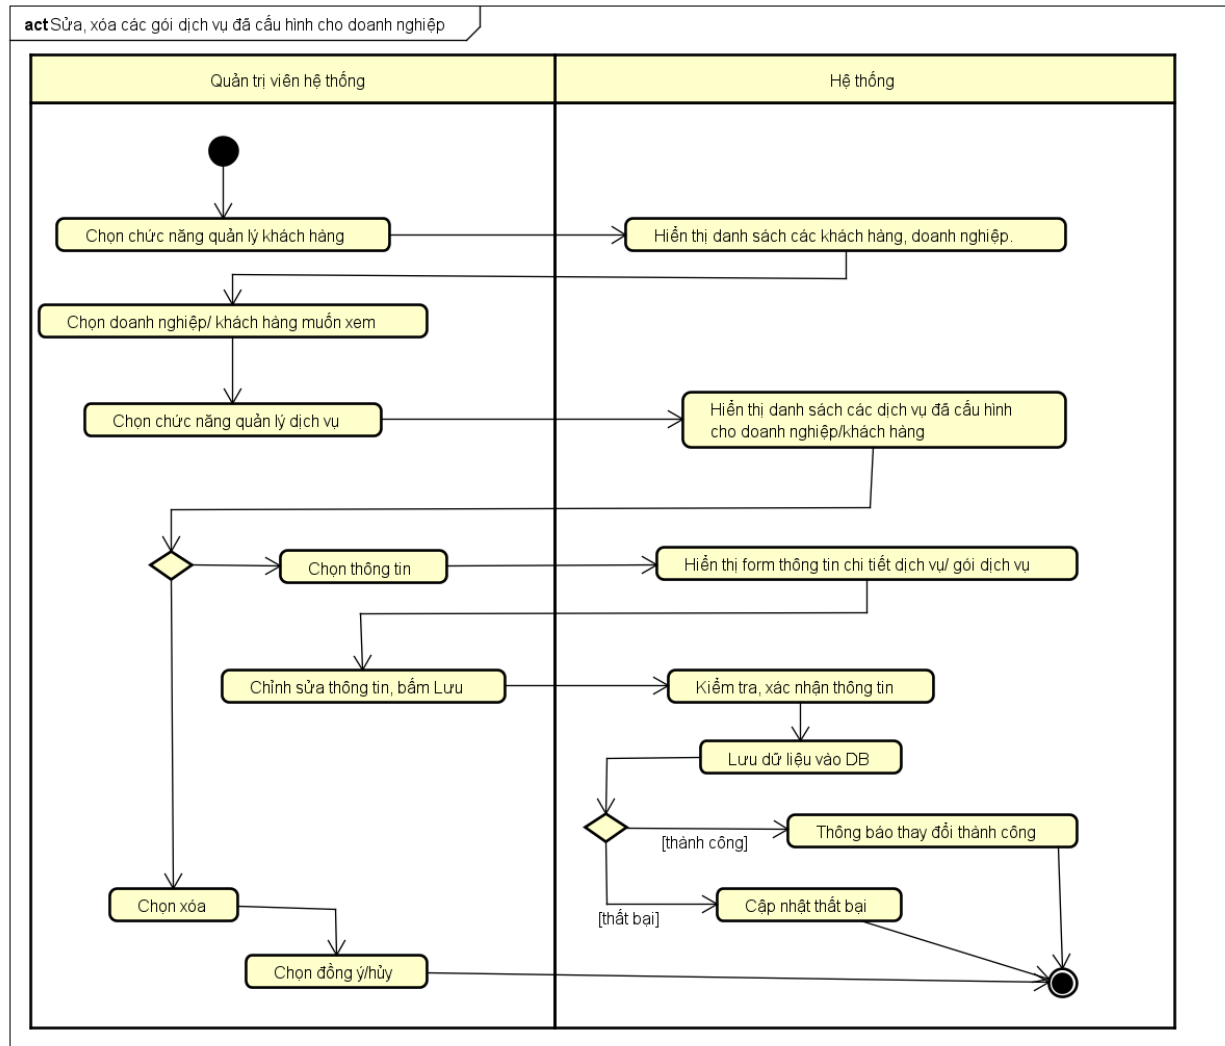 act Sửa, xóa các gói dịch vụ đã cấu hình cho doanh nghiệp
Quản trị viên hệ thống
Hệ thống
Chọn chức năng quản lý khách hàng
Hiển thị danh sách các khách hàng, doanh nghiệp.
Chọn doanh nghiệp/ khách hàng muốn xem
Chọn chức năng quản lý dịch vụ
Hiển thị danh sách các dịch vụ đã cấu hình
cho doanh nghiệp/khách hàng
Chọn thông tin
Hiển thị form thông tin chi tiết dịch vụ/ gói dịch vụ
Chỉnh sửa thông tin, bấm Lưu
Kiểm tra, xác nhận thông tin
Lưu dữ liệu vào DB
[thành công]
Thông báo thay đổi thành công
Chọn xóa
[thất bại]
Cập nhật thất bại
Chọn đồng ý/hủy